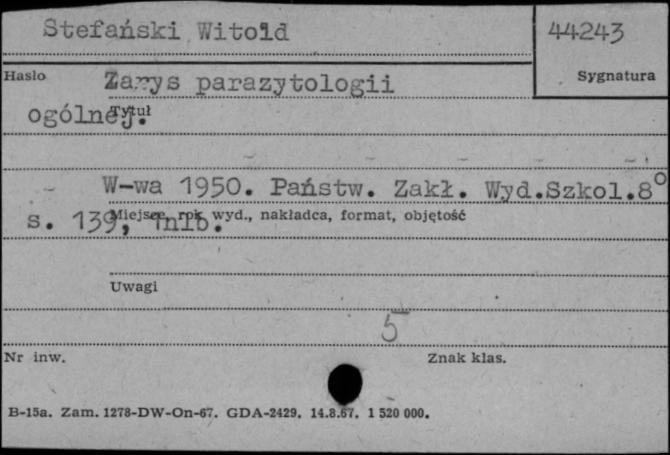 Stefański Witold
44243
Hasło
Sygnatura
Zarys parazytologii
Tytuł
ogólnej.
W-wa 1950. Państw. Zakł. Wyd.Szkol.8°
Miejsce, rok wyd., nakładca, format, objętość
s. 139, 1nlb.
Uwagi
5
Nr inw.
Znak klas.
B-15a. Zam. 1278-DW-On-67. GDA-2429. 14.8.67. 1 520 000.